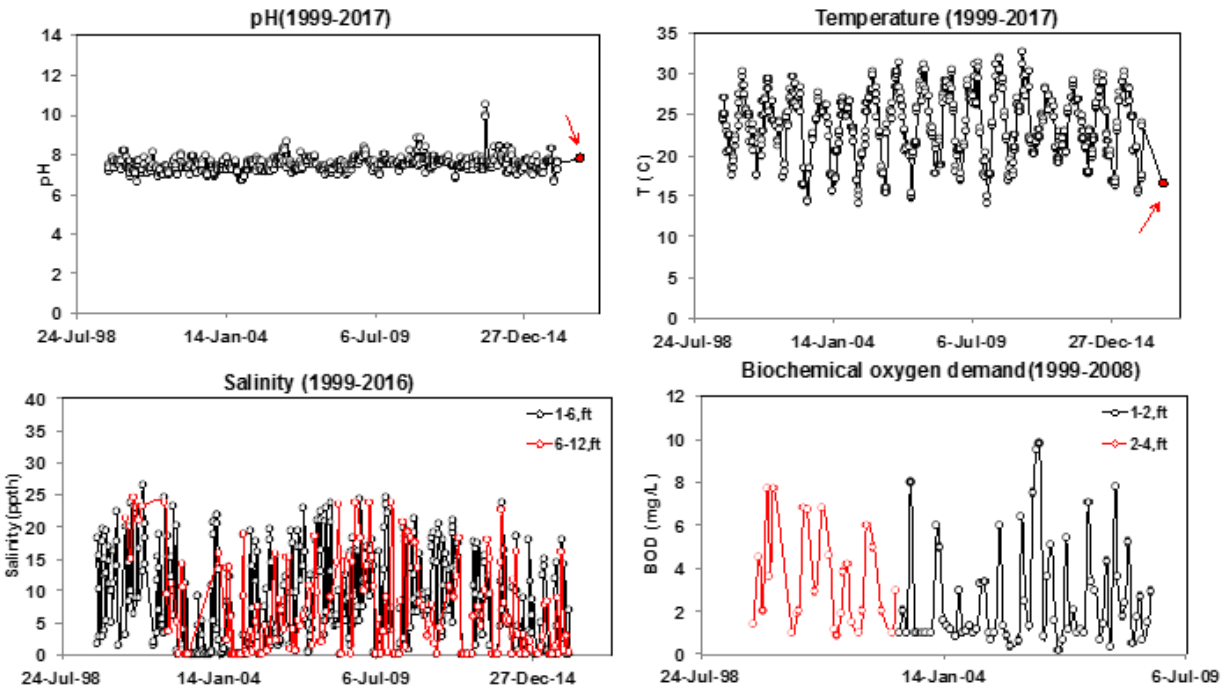 pH(1999-2017)
14
12
10
8
6
4
2
0
pH
24-Jul-98 14-Jan-04 6-Jul-09 27-Dec-14
Temperature (1999-2017)
35
30
25
20
15
10
5
0
T ( C)
24-Jul-98 14-Jan-04 6-Jul-09 27-Dec-14
Salinity (1999-2016)
40
35
30
25
20
15
10
5
0
Salinity (ppth)
1-6,ft
6-12,ft
24-Jul-98 14-Jan-04 6-Jul-09 27-Dec-14
Biochemical oxygen demand(1999-2008)
12
10
8
6
4
2
0
BOD (mg/L)
1-2,ft
2-4,ft
24-Jul-98 14-Jan-04 6-Jul-09